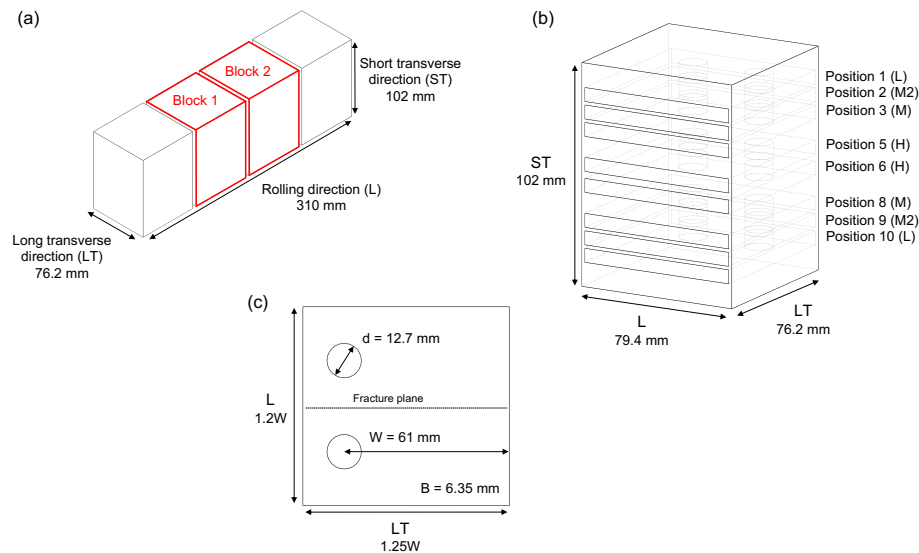 (a)
Block 1
Block 2
Short transverse
direction (ST)
102 mm
Rolling direction (L)
310 mm
Long transverse
direction (LT)
76.2 mm
(b)
Position 1 (L)
Position 2 (M2)
Position 3 (M)
Position 5 (H)
Position 6 (H)
Position 8 (M)
Position 9 (M2)
Position 10 (L)
ST
102 mm
L
79.4 mm
LT
76.2 mm
(c)
d = 12.7 mm
Fracture plane
L
1.2W
W = 61 mm
B = 6.35 mm
LT
1.25W